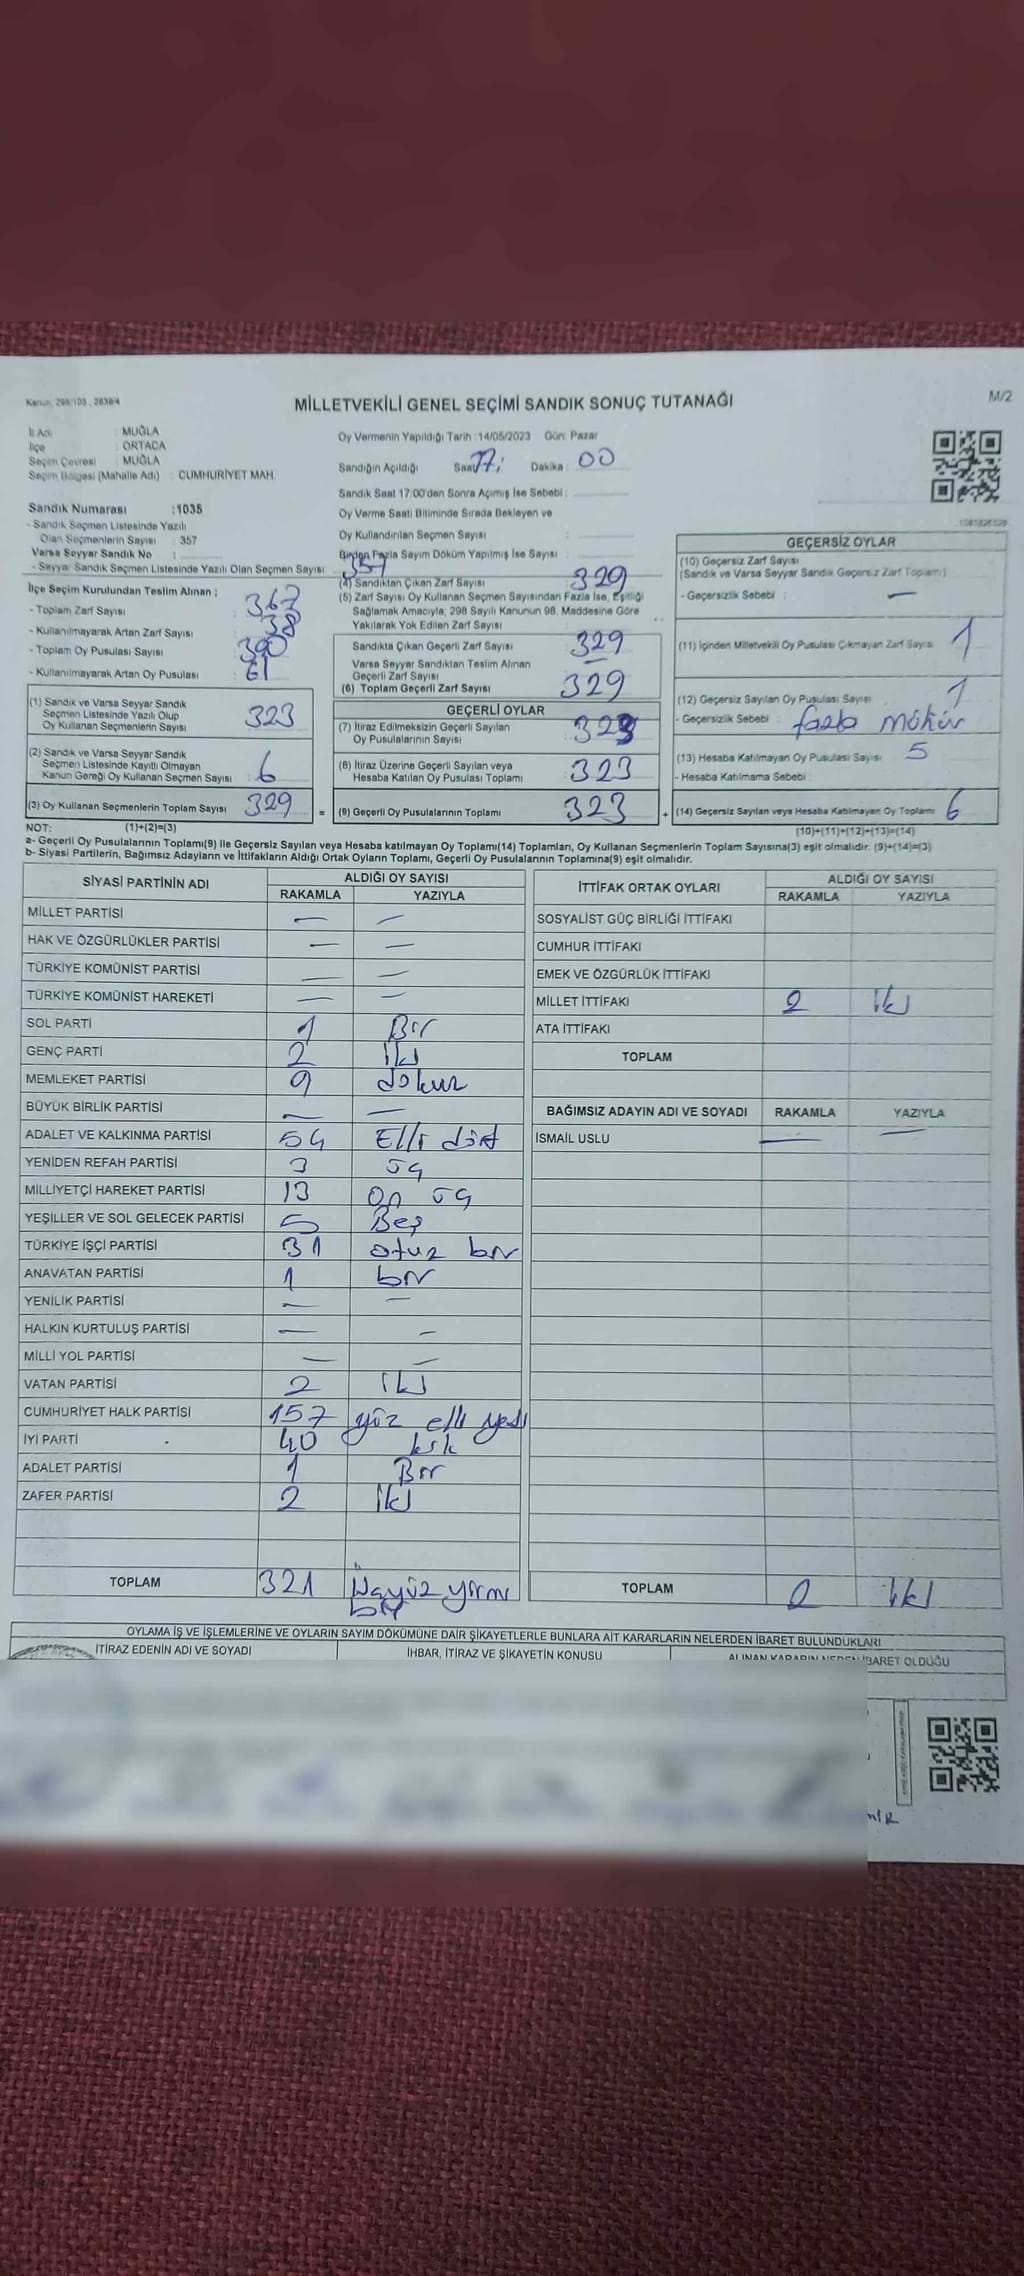 Kanun, 298/105, 2839/4
MİLLETVEKİLİ GENEL SEÇİMİ SANDIK SONUÇ TUTANAĞI
M/2
İl Adı : MUĞLA
İlçe : ORTACA
Seçim Çevresi : MUĞLA
Seçim Bölgesi (Mahalle Adı) : CUMHURİYET MAH.
Sandık Numarası :1035
- Sandık Seçmen Listesinde Yazılı
Olan Seçmenlerin Sayısı : 357
Varsa Seyyar Sandık No :
- Seyyar Sandık Seçmen Listesinde Yazılı Olan Seçmen Sayısı: 357
Oy Vermenin Yapıldığı Tarih :14/05/2023 Gün: Pazar
Sandığın Açıldığı Saat 17: Dakika : 00
Sandık Saat 17:00'den Sonra Açılmış İse Sebebi :
Oy Verme Saati Bitiminde Sırada Bekleyen ve
Oy Kullandırılan Seçmen Sayısı :
Birden Fazla Sayım Döküm Yapılmış İse Sayısı :
İlçe Seçim Kurulundan Teslim Alınan ;
- Toplam Zarf Sayısı : 367
- Kullanılmayarak Artan Zarf Sayısı : 38
- Toplam Oy Pusulası Sayısı : 390
- Kullanılmayarak Artan Oy Pusulası : 61
(1) Sandık ve Varsa Seyyar Sandık
Seçmen Listesinde Yazılı Olup
Oy Kullanan Seçmenlerin Sayısı : 323
(2) Sandık ve Varsa Seyyar Sandık
Seçmen Listesinde Kayıtlı Olmayan
Kanun Gereği Oy Kullanan Seçmen Sayısı : 6
(3) Oy Kullanan Seçmenlerin Toplam Sayısı : 329 =
(4) Sandıktan Çıkan Zarf Sayısı : 329
(5) Zarf Sayısı Oy Kullanan Seçmen Sayısından Fazla İse, Eşitliği
Sağlamak Amacıyla, 298 Sayılı Kanunun 98. Maddesine Göre
Yakılarak Yok Edilen Zarf Sayısı :
Sandıkta Çıkan Geçerli Zarf Sayısı : 329
Varsa Seyyar Sandıktan Teslim Alınan
Geçerli Zarf Sayısı :
(6) Toplam Geçerli Zarf Sayısı : 329
GEÇERLİ OYLAR
(7) İtiraz Edilmeksizin Geçerli Sayılan
Oy Pusulalarının Sayısı : 323
(8) İtiraz Üzerine Geçerli Sayılan veya
Hesaba Katılan Oy Pusulası Toplamı : 323
(9) Geçerli Oy Pusulalarının Toplamı : 323 +
GEÇERSİZ OYLAR
(10) Geçersiz Zarf Sayısı
(Sandık ve Varsa Seyyar Sandık Geçersiz Zarf Toplamı)
- Geçersizlik Sebebi : —
(11) İçinden Milletvekili Oy Pusulası Çıkmayan Zarf Sayısı : 1
(12) Geçersiz Sayılan Oy Pusulası Sayısı : 1
- Geçersizlik Sebebi : fazla mühür
(13) Hesaba Katılmayan Oy Pusulası Sayısı : 5
- Hesaba Katılmama Sebebi :
(14) Geçersiz Sayılan veya Hesaba Katılmayan Oy Toplamı : 6
NOT: (1)+(2)=(3)
(10)+(11)+(12)+(13)=(14)
a- Geçerli Oy Pusulalarının Toplamı(9) ile Geçersiz Sayılan veya Hesaba katılmayan Oy Toplamı(14) Toplamları, Oy Kullanan Seçmenlerin Toplam Sayısına(3) eşit olmalıdır. (9)+(14)=(3)
b- Siyasi Partilerin, Bağımsız Adayların ve İttifakların Aldığı Ortak Oyların Toplamı, Geçerli Oy Pusulalarının Toplamına(9) eşit olmalıdır.
SİYASİ PARTİNİN ADI ALDIĞI OY SAYISI
RAKAMLA YAZIYLA
MİLLET PARTİSİ — —
HAK VE ÖZGÜRLÜKLER PARTİSİ — —
TÜRKİYE KOMÜNİST PARTİSİ — —
TÜRKİYE KOMÜNİST HAREKETİ — —
SOL PARTİ 1 Bir
GENÇ PARTİ 2 iki
MEMLEKET PARTİSİ 9 dokuz
BÜYÜK BİRLİK PARTİSİ — —
ADALET VE KALKINMA PARTİSİ 54 Elli dört
YENİDEN REFAH PARTİSİ 3 üç
MİLLİYETÇİ HAREKET PARTİSİ 13 On üç
YEŞİLLER VE SOL GELECEK PARTİSİ 5 Beş
TÜRKİYE İŞÇİ PARTİSİ 31 otuz bir
ANAVATAN PARTİSİ 1 bir
YENİLİK PARTİSİ — —
HALKIN KURTULUŞ PARTİSİ — —
MİLLİ YOL PARTİSİ — —
VATAN PARTİSİ 2 iki
CUMHURİYET HALK PARTİSİ 157 yüz elli yedi
İYİ PARTİ 40 kırk
ADALET PARTİSİ 1 Bir
ZAFER PARTİSİ 2 iki
TOPLAM 321 Üçyüz yirmi
bir
İTTİFAK ORTAK OYLARI ALDIĞI OY SAYISI
RAKAMLA YAZIYLA
SOSYALİST GÜÇ BİRLİĞİ İTTİFAKI
CUMHUR İTTİFAKI
EMEK VE ÖZGÜRLÜK İTTİFAKI
MİLLET İTTİFAKI 2 iki
ATA İTTİFAKI
TOPLAM
BAĞIMSIZ ADAYIN ADI VE SOYADI RAKAMLA YAZIYLA
İSMAİL USLU — —
TOPLAM 2 iki
OYLAMA İŞ VE İŞLEMLERİNE VE OYLARIN SAYIM DÖKÜMÜNE DAİR ŞİKAYETLERLE BUNLARA AİT KARARLARIN NELERDEN İBARET BULUNDUKLARI
İTİRAZ EDENİN ADI VE SOYADI İHBAR, İTİRAZ VE ŞİKAYETİN KONUSU ALINAN KARARIN NEDEN İBARET OLDUĞU